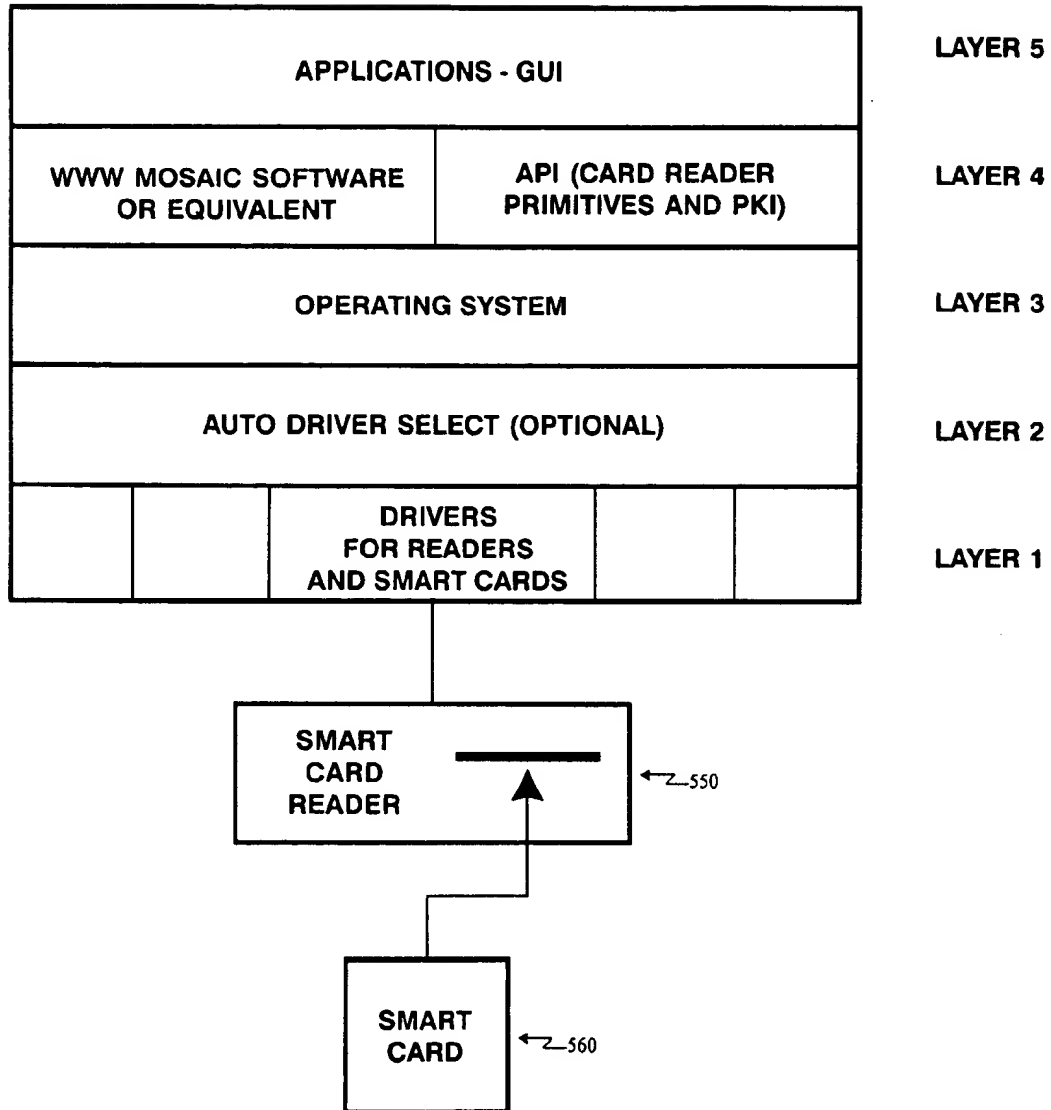 APPLICATIONS - GUI
LAYER 5
WWW MOSAIC SOFTWARE
OR EQUIVALENT
API (CARD READER
PRIMITIVES AND PKI)
LAYER 4
OPERATING SYSTEM
LAYER 3
AUTO DRIVER SELECT (OPTIONAL)
LAYER 2
DRIVERS
FOR READERS
AND SMART CARDS
LAYER 1
SMART
CARD
READER
550
SMART
CARD
560